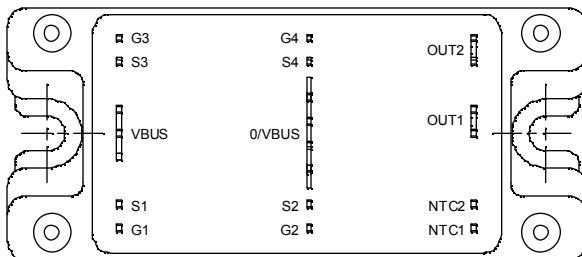 G3 G4
OUT2
S3 S4
OUT1
VBUS 0/VBUS
S1 S2 NTC2
G1 G2 NTC1